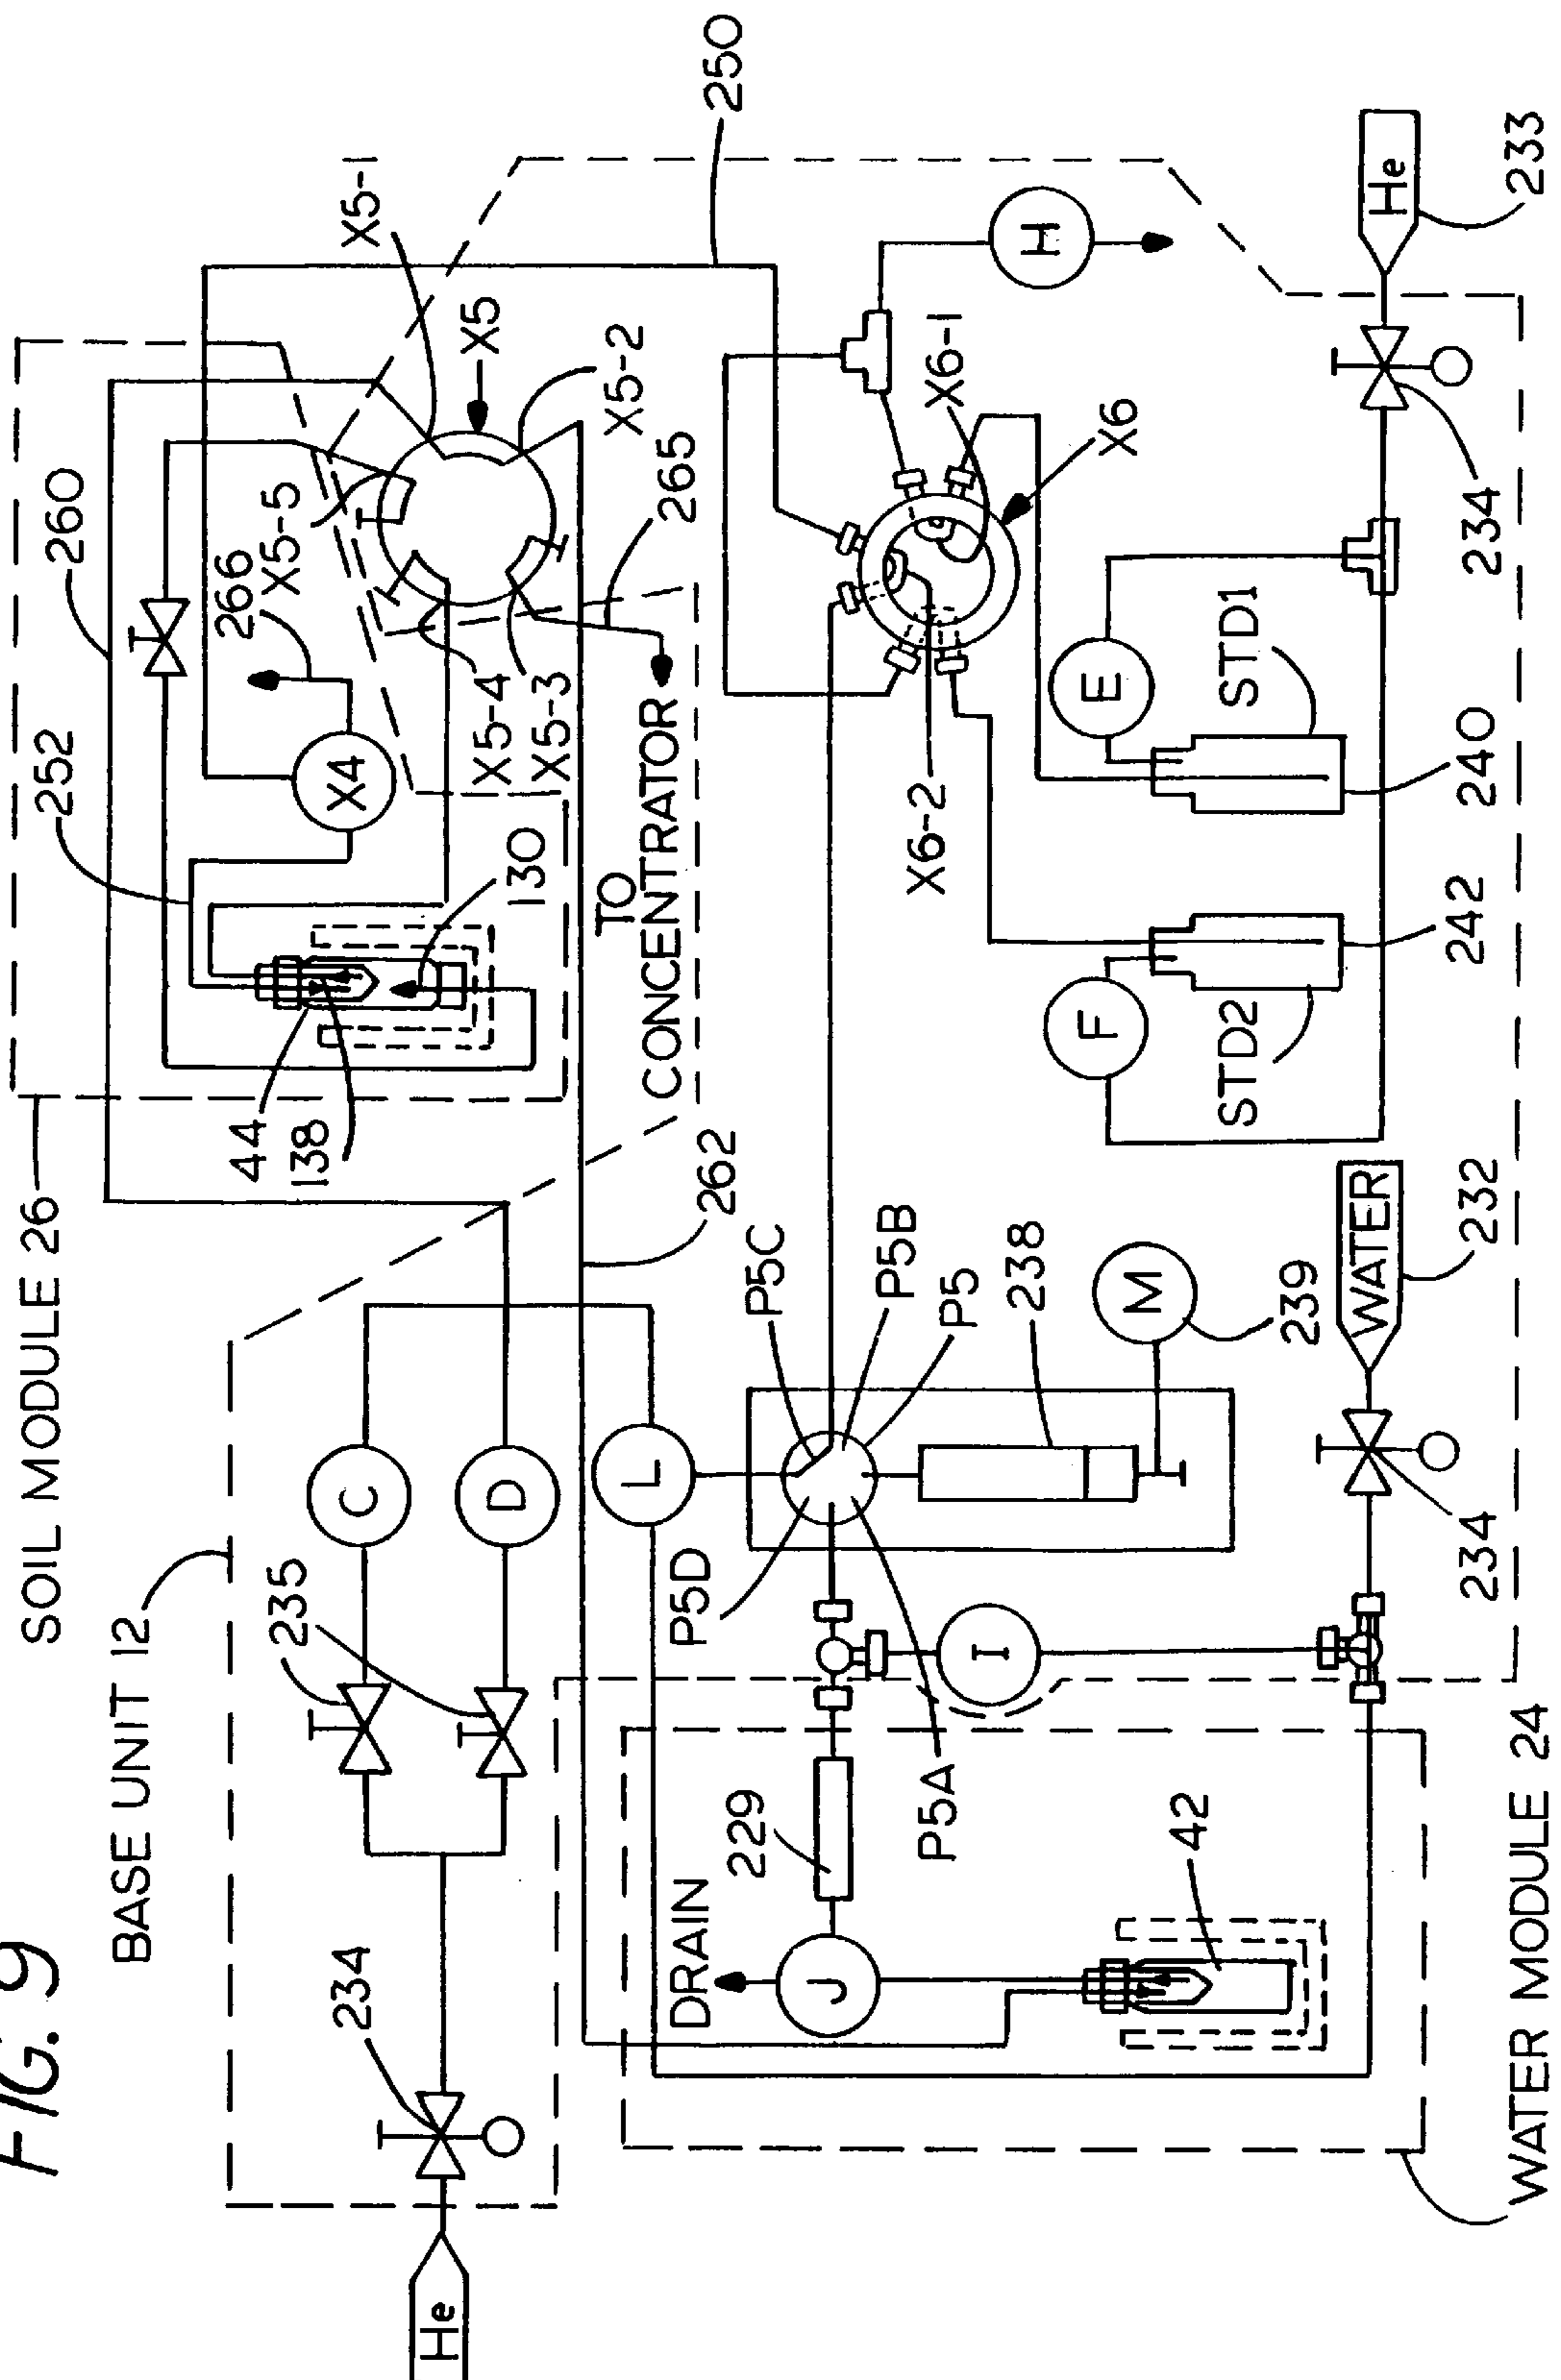 FIG. 9
SOIL MODULE 26
BASE UNIT 12
WATER MODULE 24
260
252
266
X5-5
X4
44
138
130
X5-4
X5-3
X5-1
X5
X5-2
265
250
TO
CONCENTRATOR
262
He
234
235
C
D
L
P5C
P5B
P5
P5D
P5A
238
M
239
I
229
DRAIN
J
42
WATER
232
234
X6-1
X6
X6-2
H
E
F
STD1
STD2
240
242
234
He
233